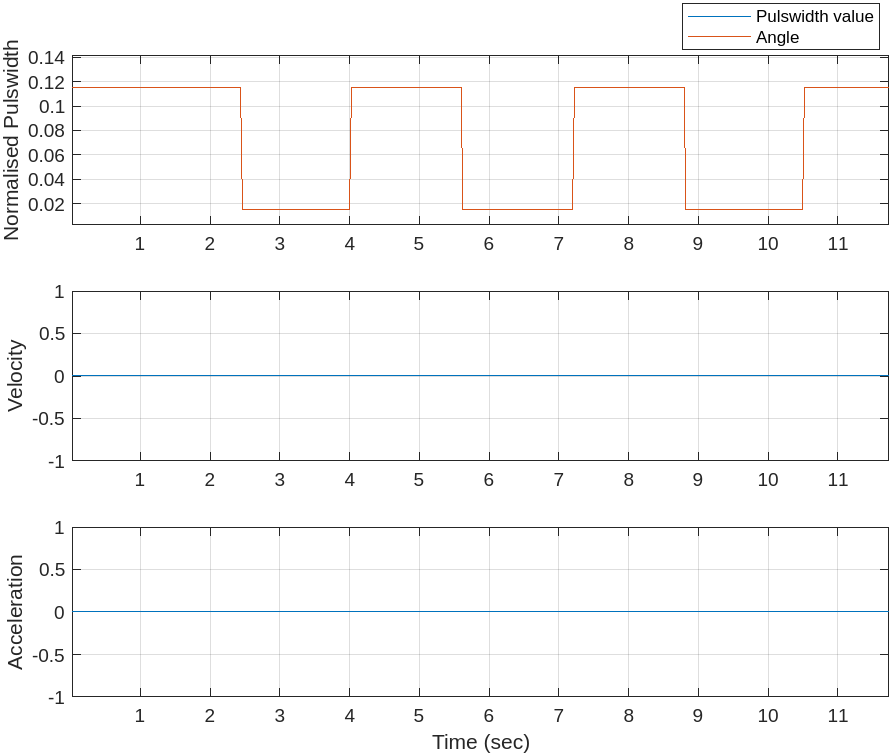 Pulswidth value
Angle
Normalised Pulswidth
0.14
0.12
0.1
0.08
0.06
0.04
0.02
1 2 3 4 5 6 7 8 9 10 11
Velocity
1
0.5
0
-0.5
-1
1 2 3 4 5 6 7 8 9 10 11
Acceleration
1
0.5
0
-0.5
-1
1 2 3 4 5 6 7 8 9 10 11
Time (sec)